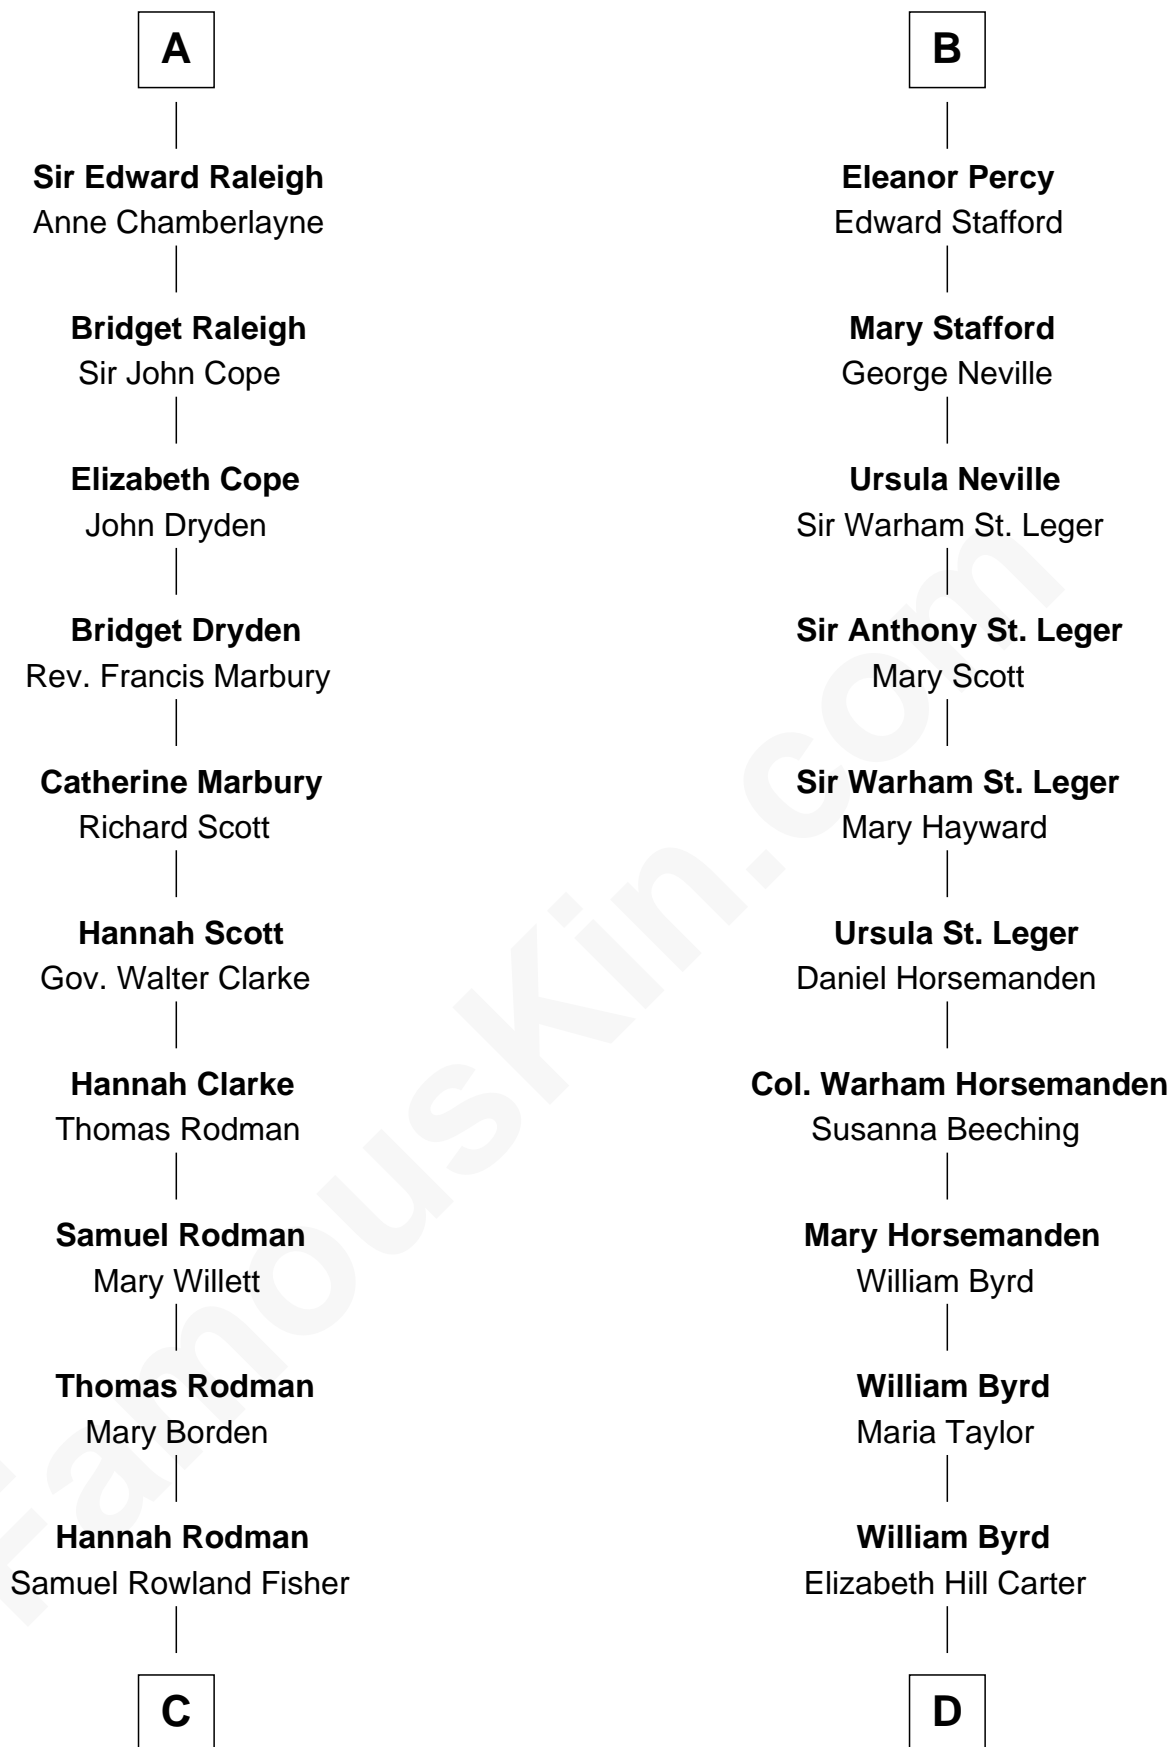 A
Sir Edward Raleigh
Anne Chamberlayne
Bridget Raleigh
Sir John Cope
Elizabeth Cope
John Dryden
Bridget Dryden
Rev. Francis Marbury
Catherine Marbury
Richard Scott
Hannah Scott
Gov. Walter Clarke
Hannah Clarke
Thomas Rodman
Samuel Rodman
Mary Willett
Thomas Rodman
Mary Borden
Hannah Rodman
Samuel Rowland Fisher
C
B
Eleanor Percy
Edward Stafford
Mary Stafford
George Neville
Ursula Neville
Sir Warham St. Leger
Sir Anthony St. Leger
Mary Scott
Sir Warham St. Leger
Mary Hayward
Ursula St. Leger
Daniel Horsemanden
Col. Warham Horsemanden
Susanna Beeching
Mary Horsemanden
William Byrd
William Byrd
Maria Taylor
William Byrd
Elizabeth Hill Carter
D
FamousKin.com